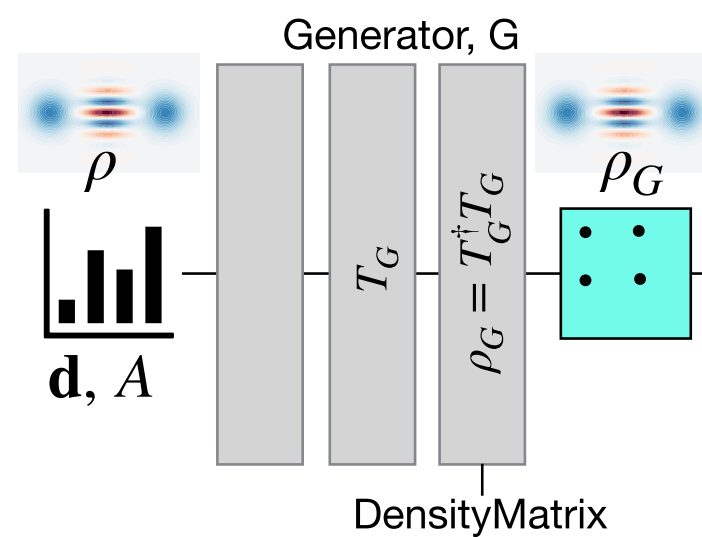 Generator, G
ρ
ρ_G
T_G
ρ_G = T_G^† T_G
d, A
DensityMatrix